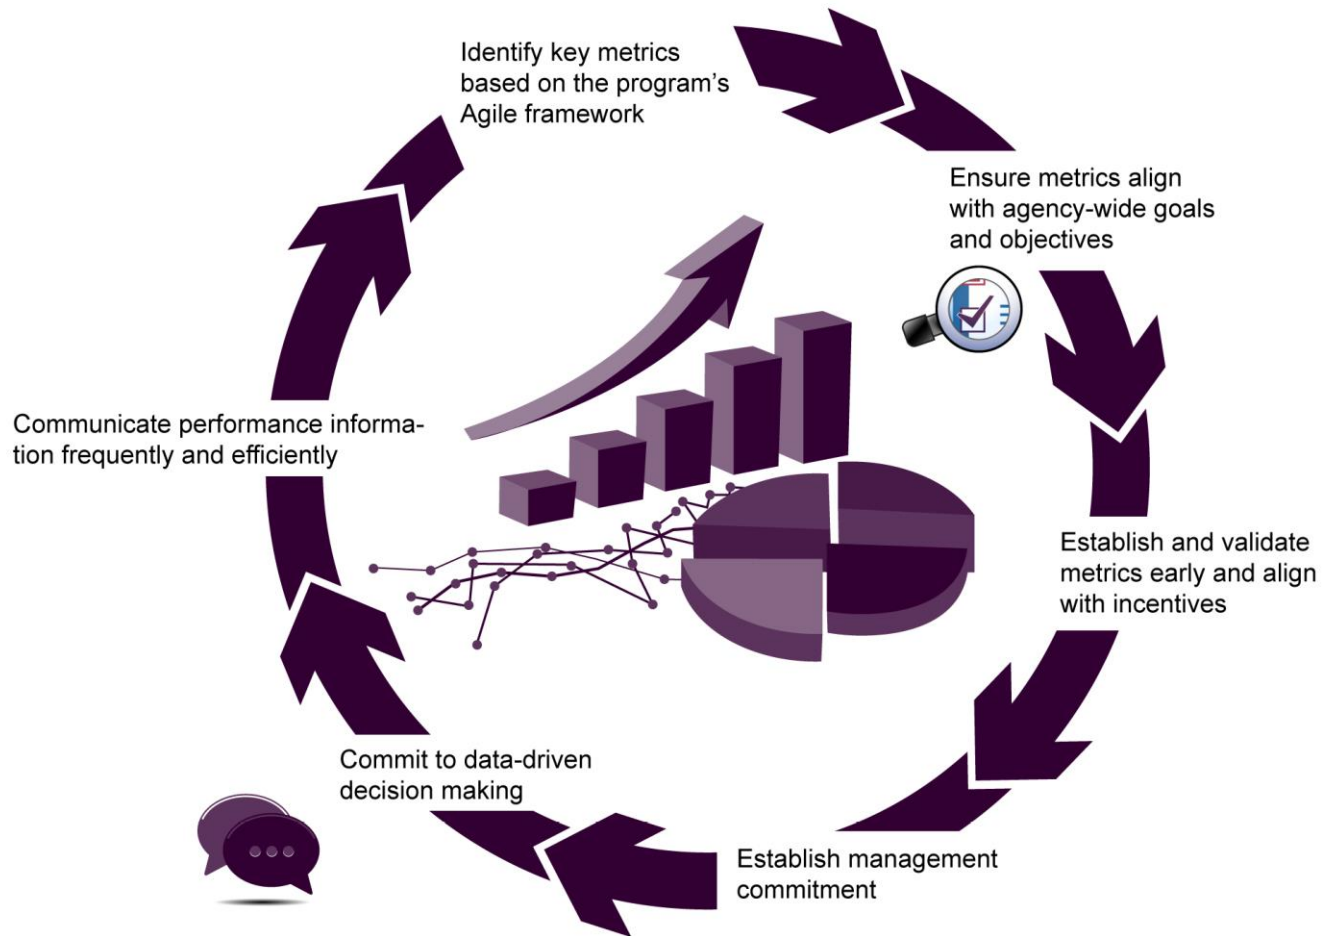 Identify key metrics
based on the program’s
Agile framework
Ensure metrics align
with agency-wide goals
and objectives
Establish and validate
metrics early and align
with incentives
Establish management
commitment
Commit to data-driven
decision making
Communicate performance informa-
tion frequently and efficiently